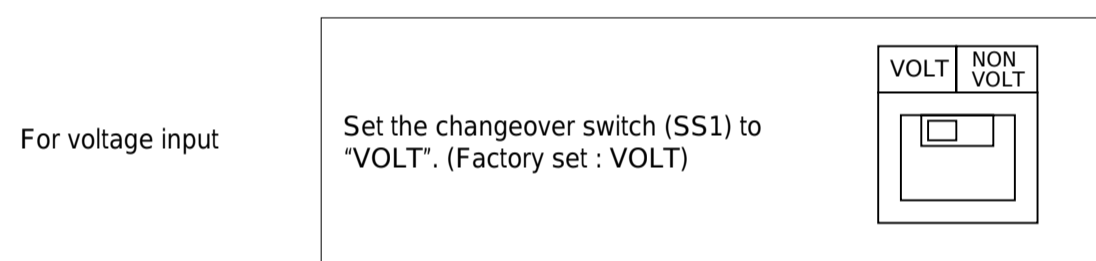 For voltage input
Set the changeover switch (SS1) to
“VOLT”. (Factory set : VOLT)
VOLT
NON
VOLT